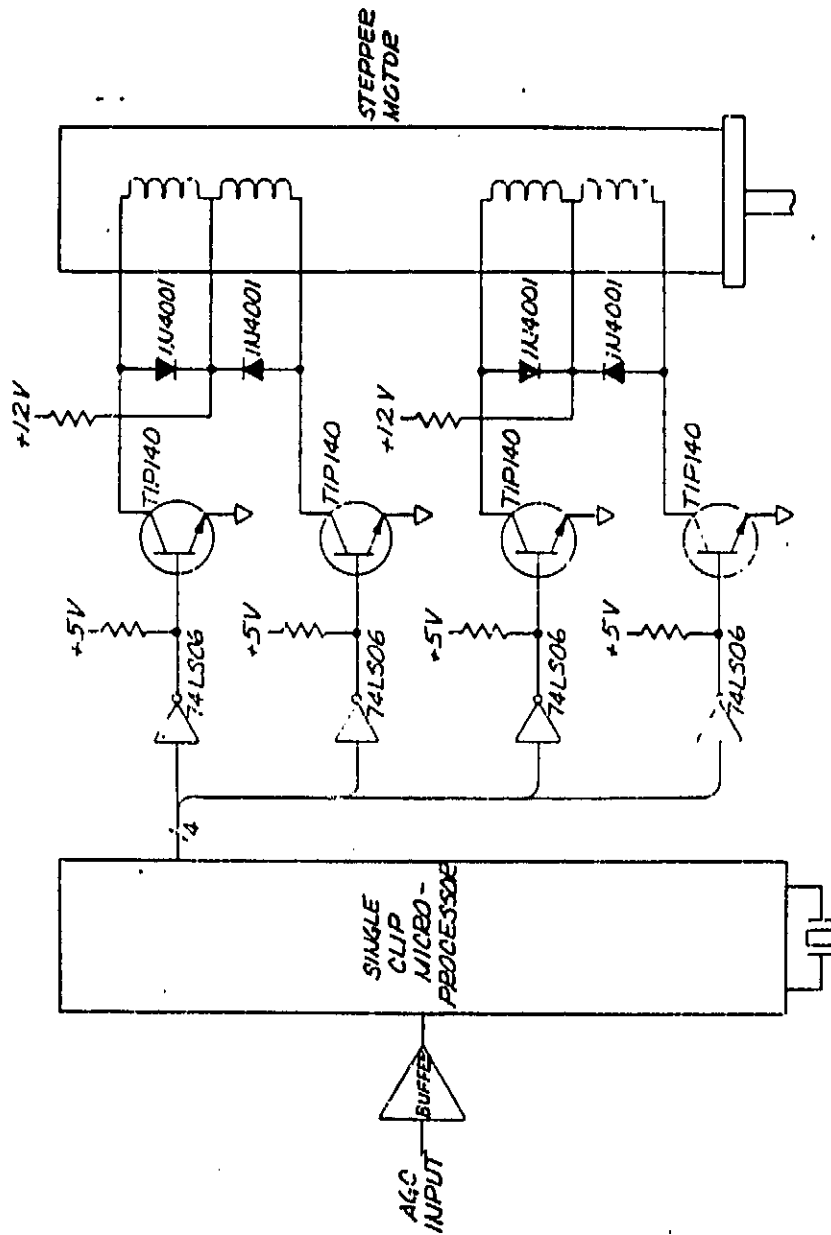 STEPPER
MOTOR
1N4001
1N4001
1N4001
1N4001
+12V
+12V
TIP140
TIP140
TIP140
TIP140
+5V
+5V
+5V
+5V
74LS06
74LS06
74LS06
74LS06
4
SINGLE
CLIP
MICRO-
PROCESSOR
BUFFER
AGC
INPUT